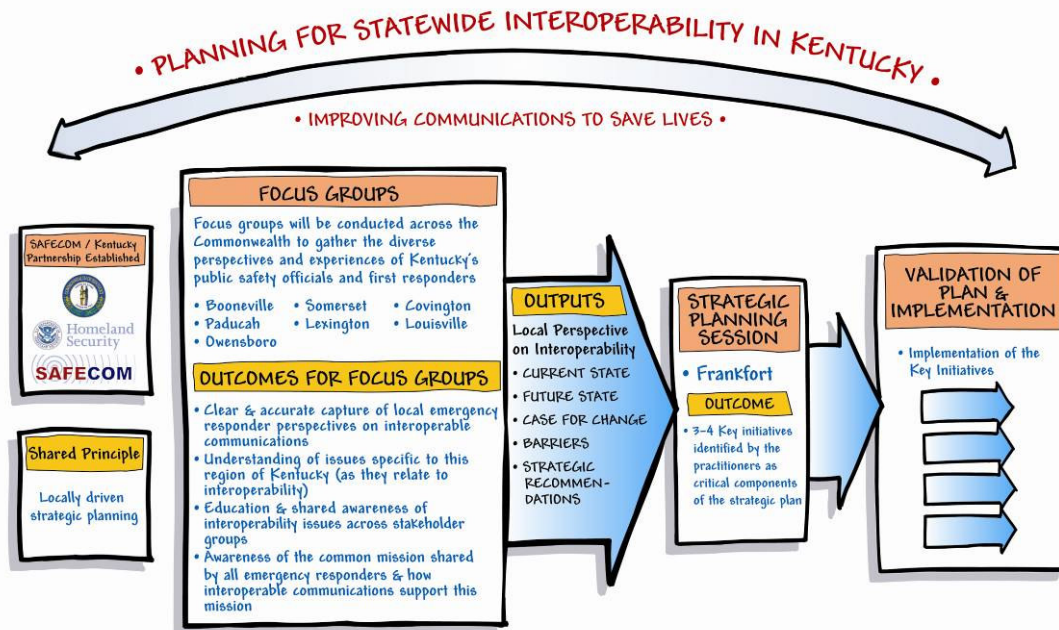 • PLANNING FOR STATEWIDE INTEROPERABILITY IN KENTUCKY •
• IMPROVING COMMUNICATIONS TO SAVE LIVES •
SAFECOM / Kentucky
Partnership Established
Homeland
Security
SAFECOM
Shared Principle
Locally driven
strategic planning
FOCUS GROUPS
Focus groups will be conducted across the
Commonwealth to gather the diverse
perspectives and experiences of Kentucky's
public safety officials and first responders
• Booneville • Somerset • Covington
• Paducah • Lexington • Louisville
• Owensboro
OUTCOMES FOR FOCUS GROUPS
• Clear & accurate capture of local emergency
responder perspectives on interoperable
communications
• Understanding of issues specific to this
region of Kentucky (as they relate to
interoperability)
• Education & shared awareness of
interoperability issues across stakeholder
groups
• Awareness of the common mission shared
by all emergency responders & how
interoperable communications support this
mission
OUTPUTS
Local Perspective
on Interoperability
• CURRENT STATE
• FUTURE STATE
• CASE FOR CHANGE
• BARRIERS
• STRATEGIC
RECOMMEN-
DATIONS
STRATEGIC
PLANNING
SESSION
• Frankfort
OUTCOME
• 3-4 Key initiatives
identified by the
practitioners as
critical components
of the strategic plan
VALIDATION OF
PLAN &
IMPLEMENTATION
• Implementation of the
Key Initiatives